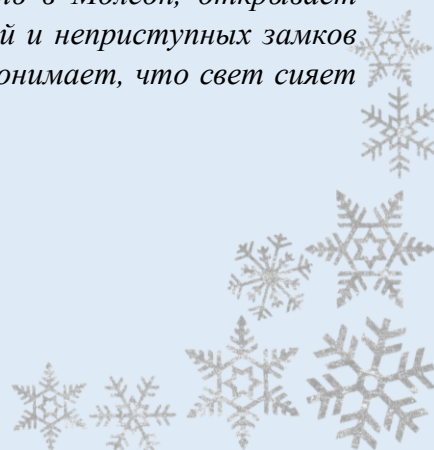 в Молеон, открывает
й и неприступных замков
онимает, что свет сияет